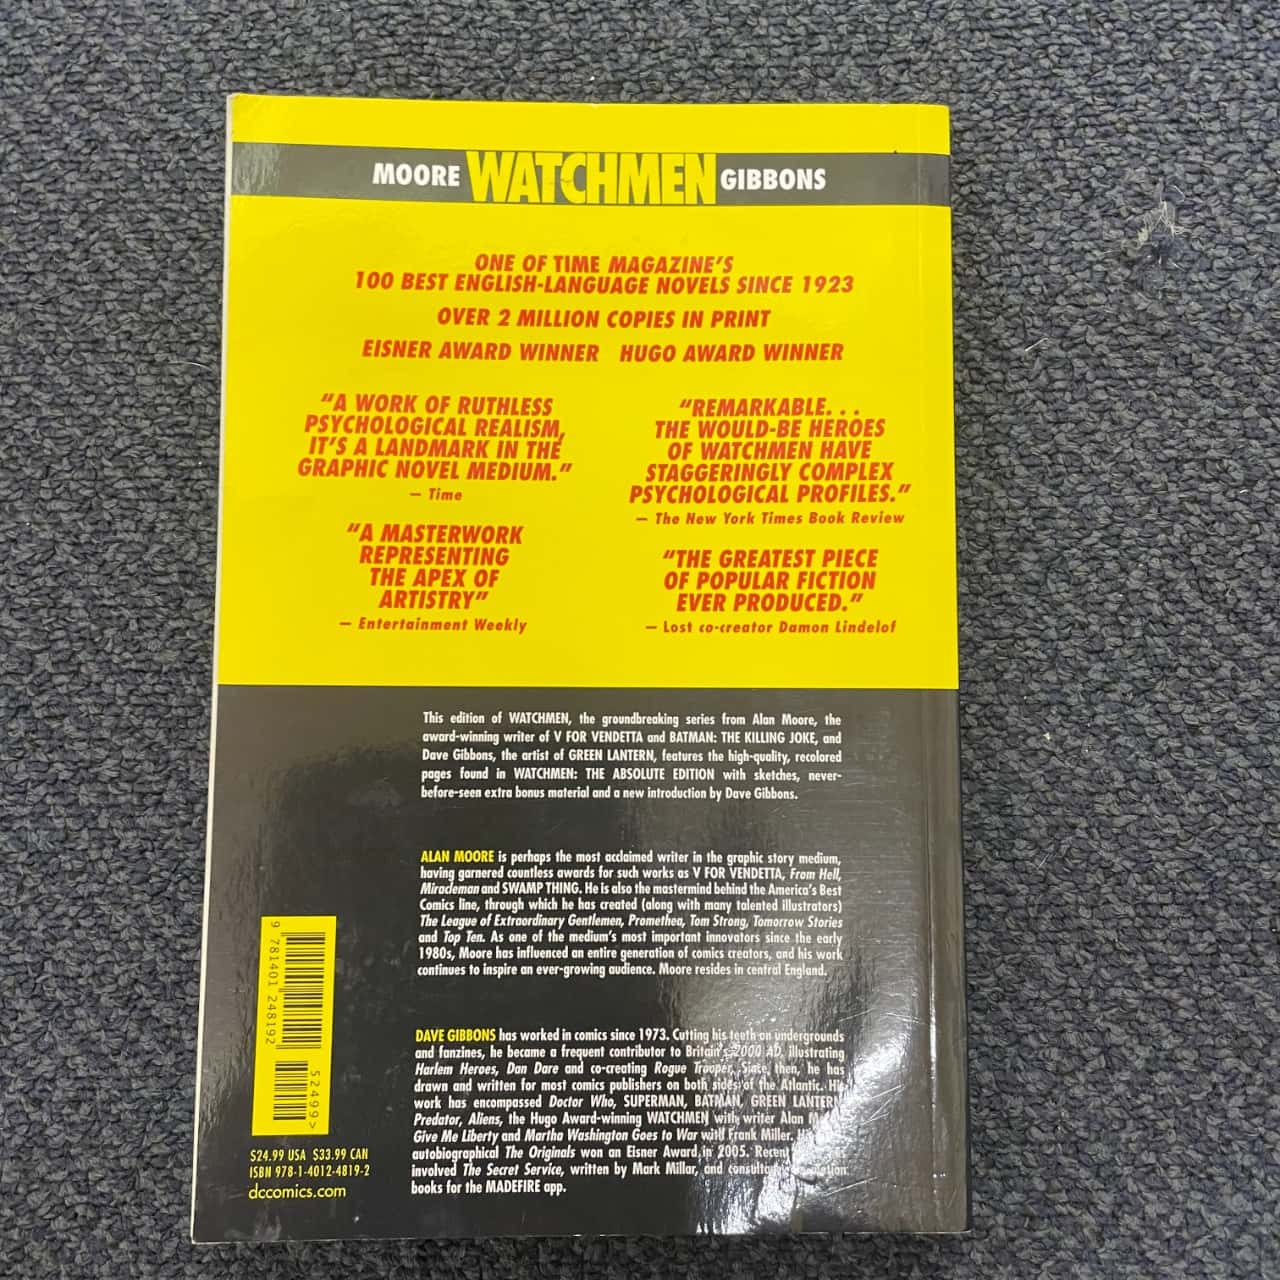 MOORE WATCHMEN GIBBONS
ONE OF TIME MAGAZINE'S
100 BEST ENGLISH-LANGUAGE NOVELS SINCE 1923
OVER 2 MILLION COPIES IN PRINT
EISNER AWARD WINNER HUGO AWARD WINNER
"A WORK OF RUTHLESS
PSYCHOLOGICAL REALISM,
IT'S A LANDMARK IN THE
GRAPHIC NOVEL MEDIUM."
— Time
"REMARKABLE. . .
THE WOULD-BE HEROES
OF WATCHMEN HAVE
STAGGERINGLY COMPLEX
PSYCHOLOGICAL PROFILES."
— The New York Times Book Review
"A MASTERWORK
REPRESENTING
THE APEX OF
ARTISTRY"
— Entertainment Weekly
"THE GREATEST PIECE
OF POPULAR FICTION
EVER PRODUCED."
— Lost co-creator Damon Lindelof
This edition of WATCHMEN, the groundbreaking series from Alan Moore, the
award-winning writer of V FOR VENDETTA and BATMAN: THE KILLING JOKE, and
Dave Gibbons, the artist of GREEN LANTERN, features the high-quality, recolored
pages found in WATCHMEN: THE ABSOLUTE EDITION with sketches, never-
before-seen extra bonus material and a new introduction by Dave Gibbons.
ALAN MOORE is perhaps the most acclaimed writer in the graphic story medium,
having garnered countless awards for such works as V FOR VENDETTA, From Hell,
Miracleman and SWAMP THING. He is also the mastermind behind the America's Best
Comics line, through which he has created (along with many talented illustrators)
The League of Extraordinary Gentlemen, Promethea, Tom Strong, Tomorrow Stories
and Top Ten. As one of the medium's most important innovators since the early
1980s, Moore has influenced an entire generation of comics creators, and his work
continues to inspire an ever-growing audience. Moore resides in central England.
DAVE GIBBONS has worked in comics since 1973. Cutting his teeth on undergrounds
and fanzines, he became a frequent contributor to Britain's 2000 AD, illustrating
Harlem Heroes, Dan Dare and co-creating Rogue Trooper. Since then, he has
drawn and written for most comics publishers on both sides of the Atlantic. His
work has encompassed Doctor Who, SUPERMAN, BATMAN, GREEN LANTERN,
Predator, Aliens, the Hugo Award-winning WATCHMEN with writer Alan
Give Me Liberty and Martha Washington Goes to War with Frank Miller.
autobiographical The Originals won an Eisner Award in 2005.
involved The Secret Service, written by Mark Millar, and
books for the MADEFIRE app.
9 781401 248192
52499>
$24.99 USA $33.99 CAN
ISBN 978-1-4012-4819-2
dccomics.com